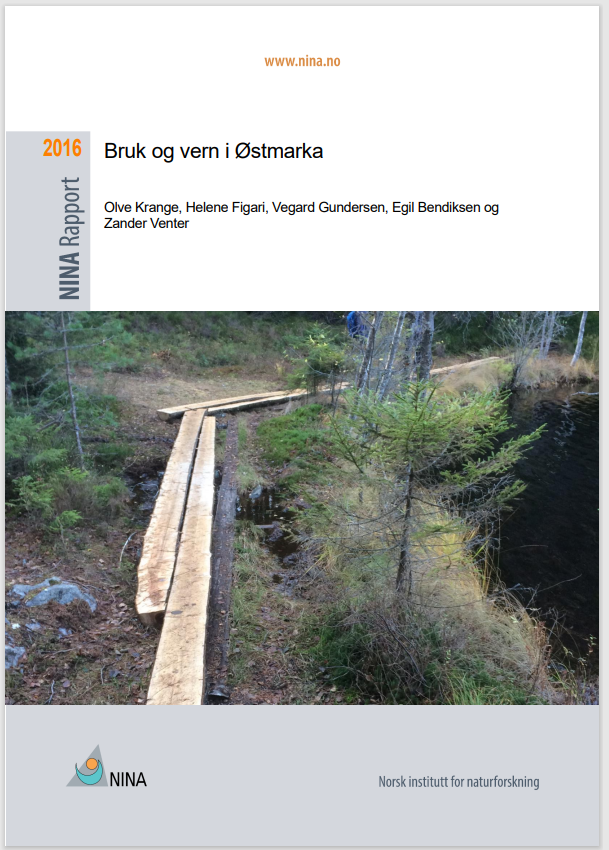 www.nina.no
2016
Bruk og vern i Østmarka
Olve Krange, Helene Figari, Vegard Gundersen, Egil Bendiksen og
Zander Venter
NINA Rapport
NINA
Norsk institutt for naturforskning